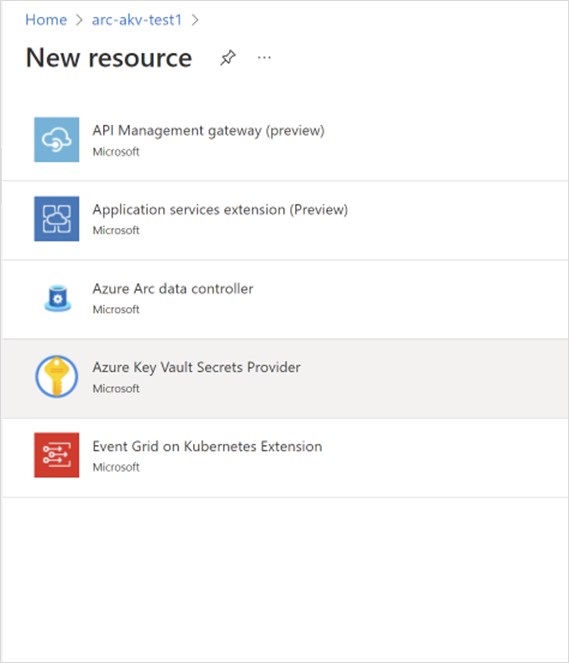 Home > arc-akv-test1 >
New resource ...
API Management gateway (preview)
Microsoft
Application services extension (Preview)
Microsoft
Azure Arc data controller
Microsoft
Azure Key Vault Secrets Provider
Microsoft
Event Grid on Kubernetes Extension
Microsoft